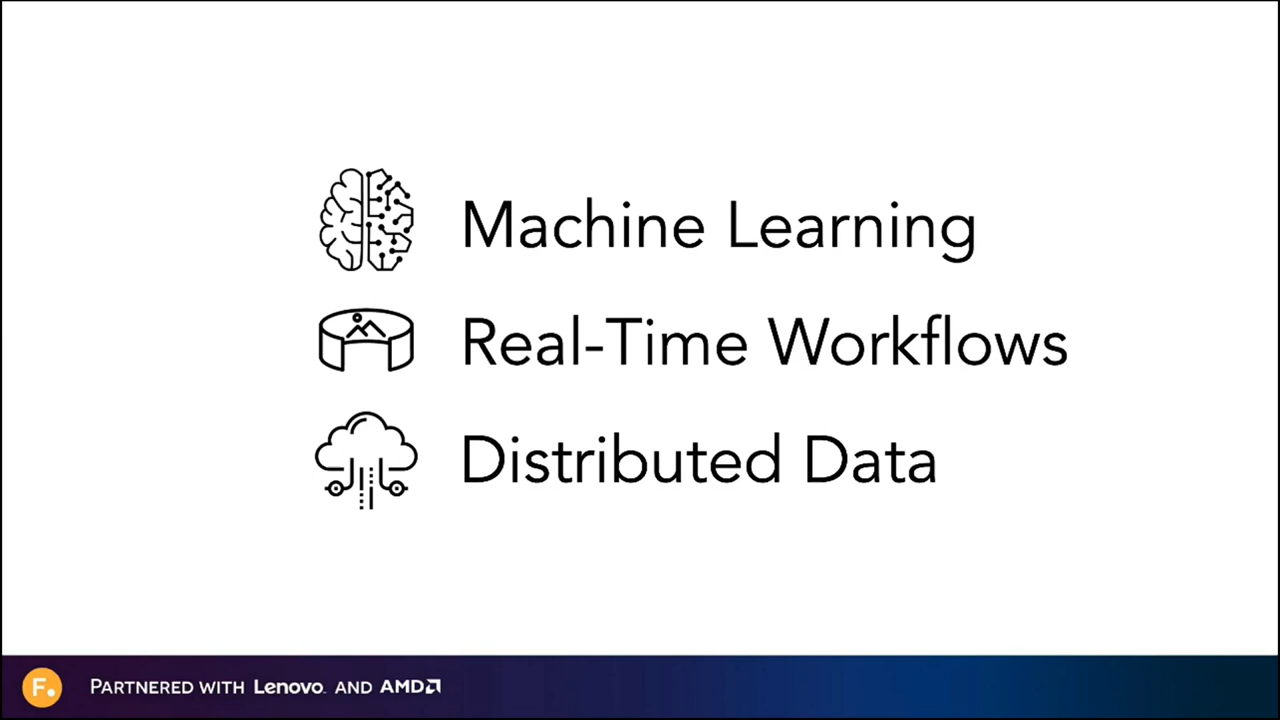 Machine Learning
Real-Time Workflows
Distributed Data
F. PARTNERED WITH Lenovo. AND AMD